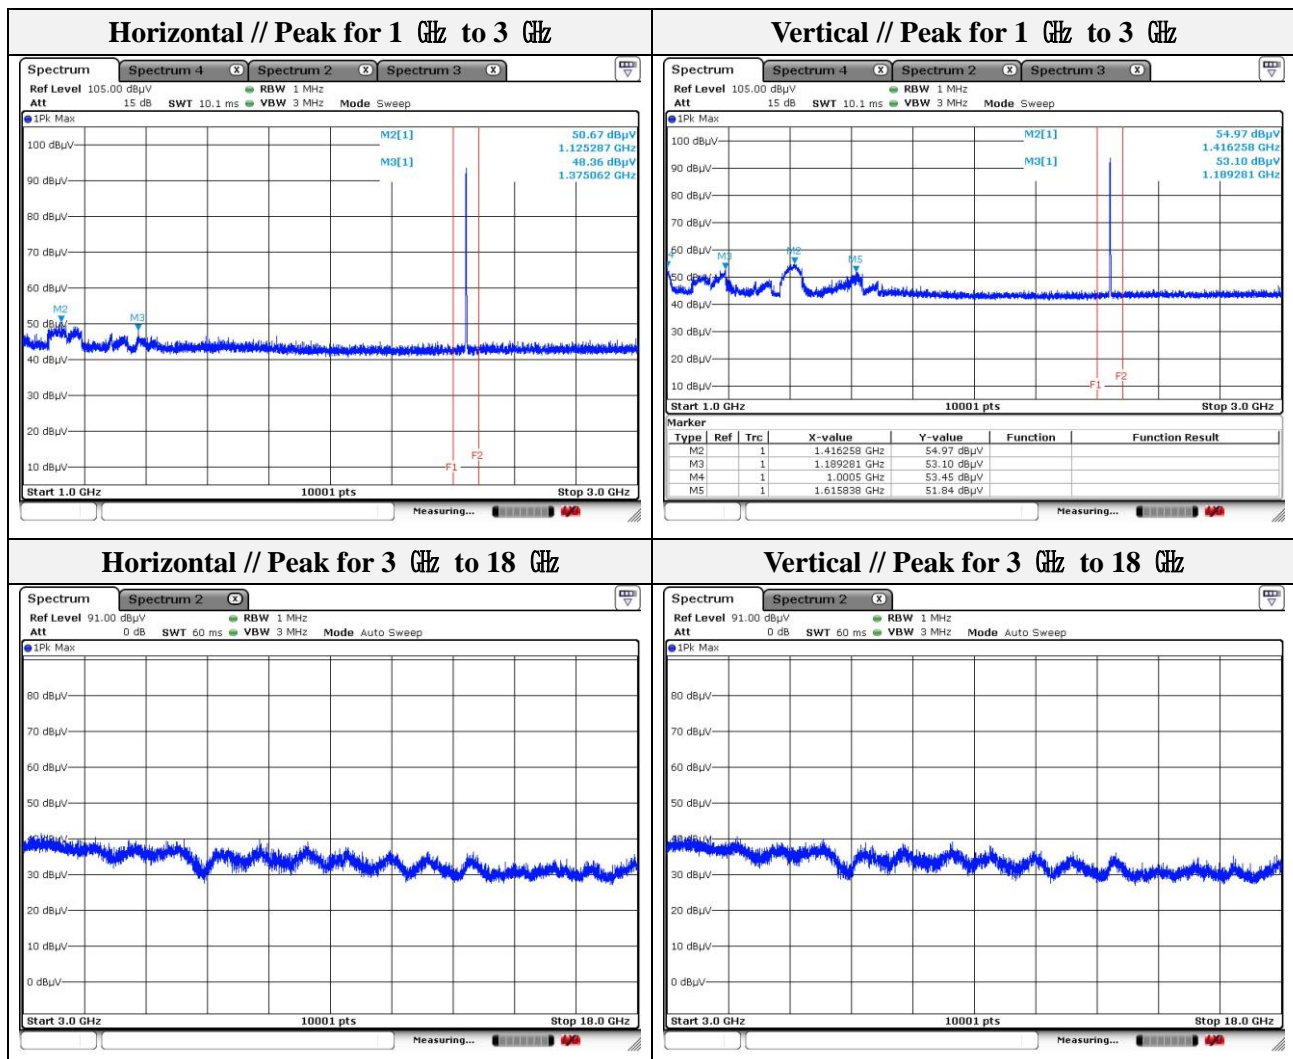 Horizontal // Peak for 1 ㎓ to 3 ㎓
Spectrum Spectrum 4 X Spectrum 2 X Spectrum 3 X
Ref Level 105.00 dBµV RBW 1 MHz
Att 15 dB SWT 10.1 ms VBW 3 MHz Mode Sweep
1Pk Max
M2[1] 50.67 dBµV
1.125287 GHz
M3[1] 48.36 dBµV
1.375062 GHz
100 dBµV
90 dBµV
80 dBµV
70 dBµV
60 dBµV
M2
M3
50 dBµV
40 dBµV
30 dBµV
20 dBµV
10 dBµV
F1
F2
Start 1.0 GHz 10001 pts Stop 3.0 GHz
Measuring...
Vertical // Peak for 1 ㎓ to 3 ㎓
Spectrum Spectrum 4 X Spectrum 2 X Spectrum 3 X
Ref Level 105.00 dBµV RBW 1 MHz
Att 15 dB SWT 10.1 ms VBW 3 MHz Mode Sweep
1Pk Max
M2[1] 54.97 dBµV
1.416258 GHz
M3[1] 53.10 dBµV
1.189281 GHz
100 dBµV
90 dBµV
80 dBµV
70 dBµV
60 dBµV
M3
M2
M5
50 dBµV
40 dBµV
30 dBµV
20 dBµV
10 dBµV
F1
F2
Start 1.0 GHz 10001 pts Stop 3.0 GHz
Marker
Type Ref Trc X-value Y-value Function Function Result
M2 1 1.416258 GHz 54.97 dBµV
M3 1 1.189281 GHz 53.10 dBµV
M4 1 1.0005 GHz 53.45 dBµV
M5 1 1.615838 GHz 51.84 dBµV
Measuring...
Horizontal // Peak for 3 ㎓ to 18 ㎓
Spectrum Spectrum 2 X
Ref Level 91.00 dBµV RBW 1 MHz
Att 0 dB SWT 60 ms VBW 3 MHz Mode Auto Sweep
1Pk Max
80 dBµV
70 dBµV
60 dBµV
50 dBµV
40 dBµV
30 dBµV
20 dBµV
10 dBµV
0 dBµV
Start 3.0 GHz 10001 pts Stop 18.0 GHz
Measuring...
Vertical // Peak for 3 ㎓ to 18 ㎓
Spectrum Spectrum 2 X
Ref Level 91.00 dBµV RBW 1 MHz
Att 0 dB SWT 60 ms VBW 3 MHz Mode Auto Sweep
1Pk Max
80 dBµV
70 dBµV
60 dBµV
50 dBµV
40 dBµV
30 dBµV
20 dBµV
10 dBµV
0 dBµV
Start 3.0 GHz 10001 pts Stop 18.0 GHz
Measuring...